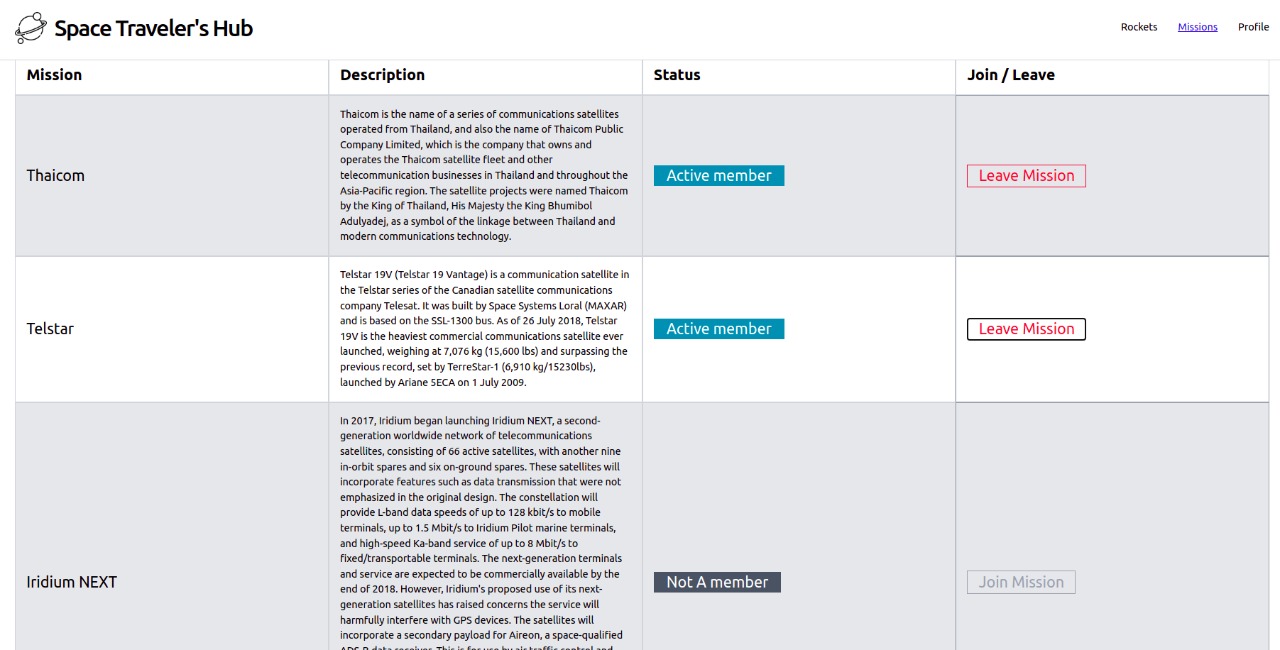 Space Traveler's Hub
Rockets
Missions
Profile
Mission
Description
Status
Join / Leave
Thaicom
Thaicom is the name of a series of communications satellites
operated from Thailand, and also the name of Thaicom Public
Company Limited, which is the company that owns and
operates the Thaicom satellite fleet and other
telecommunication businesses in Thailand and throughout the
Asia-Pacific region. The satellite projects were named Thaicom
by the King of Thailand, His Majesty the King Bhumibol
Adulyadej, as a symbol of the linkage between Thailand and
modern communications technology.
Active member
Leave Mission
Telstar
Telstar 19V (Telstar 19 Vantage) is a communication satellite in
the Telstar series of the Canadian satellite communications
company Telesat. It was built by Space Systems Loral (MAXAR)
and is based on the SSL-1300 bus. As of 26 July 2018, Telstar
19V is the heaviest commercial communications satellite ever
launched, weighing at 7,076 kg (15,600 lbs) and surpassing the
previous record, set by TerreStar-1 (6,910 kg/15230lbs),
launched by Ariane 5ECA on 1 July 2009.
Active member
Leave Mission
Iridium NEXT
In 2017, Iridium began launching Iridium NEXT, a second-
generation worldwide network of telecommunications
satellites, consisting of 66 active satellites, with another nine
in-orbit spares and six on-ground spares. These satellites will
incorporate features such as data transmission that were not
emphasized in the original design. The constellation will
provide L-band data speeds of up to 128 kbit/s to mobile
terminals, up to 1.5 Mbit/s to Iridium Pilot marine terminals,
and high-speed Ka-band service of up to 8 Mbit/s to
fixed/transportable terminals. The next-generation terminals
and service are expected to be commercially available by the
end of 2018. However, Iridium's proposed use of its next-
generation satellites has raised concerns the service will
harmfully interfere with GPS devices. The satellites will
incorporate a secondary payload for Aireon, a space-qualified
ADS-B data receiver. This is for use by air traffic control and
Not A member
Join Mission